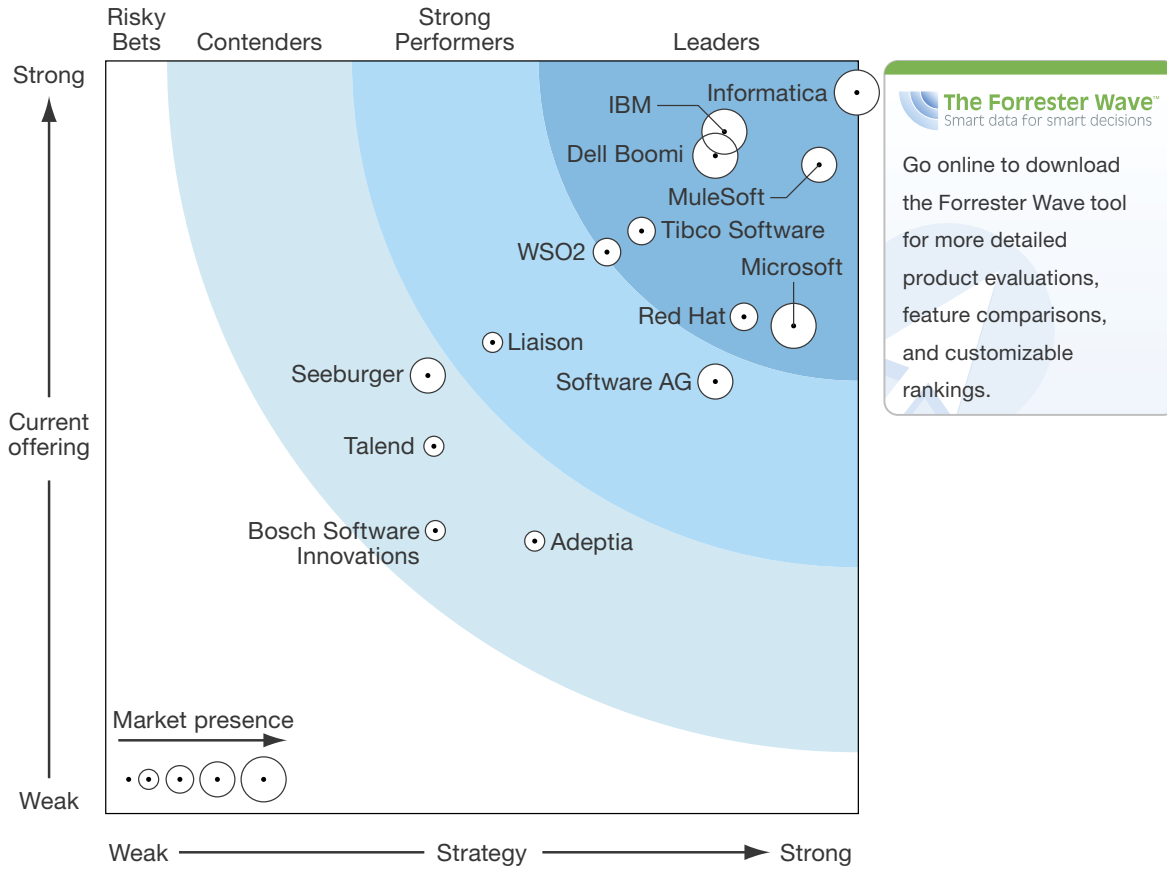 Risky
Bets
Contenders
Strong
Performers
Leaders
Strong
Current
offering
Weak
Informatica
IBM
Dell Boomi
MuleSoft
Tibco Software
WSO2
Microsoft
Red Hat
Liaison
Seeburger
Software AG
Talend
Bosch Software
Innovations
Adeptia
Market presence
Weak
Strategy
Strong
The Forrester Wave™
Smart data for smart decisions
Go online to download
the Forrester Wave tool
for more detailed
product evaluations,
feature comparisons,
and customizable
rankings.